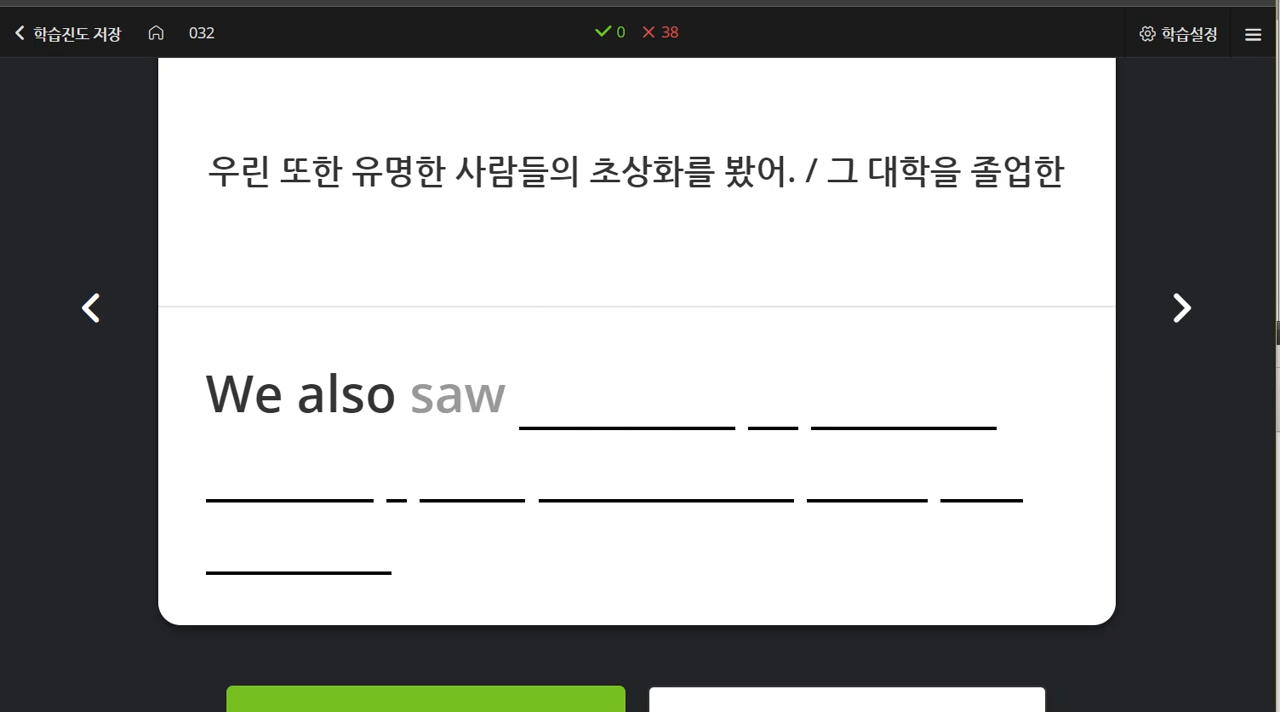 학습진도 저장 032 0 38 학습설정
우린 또한 유명한 사람들의 초상화를 봤어. / 그 대학을 졸업한
We also saw